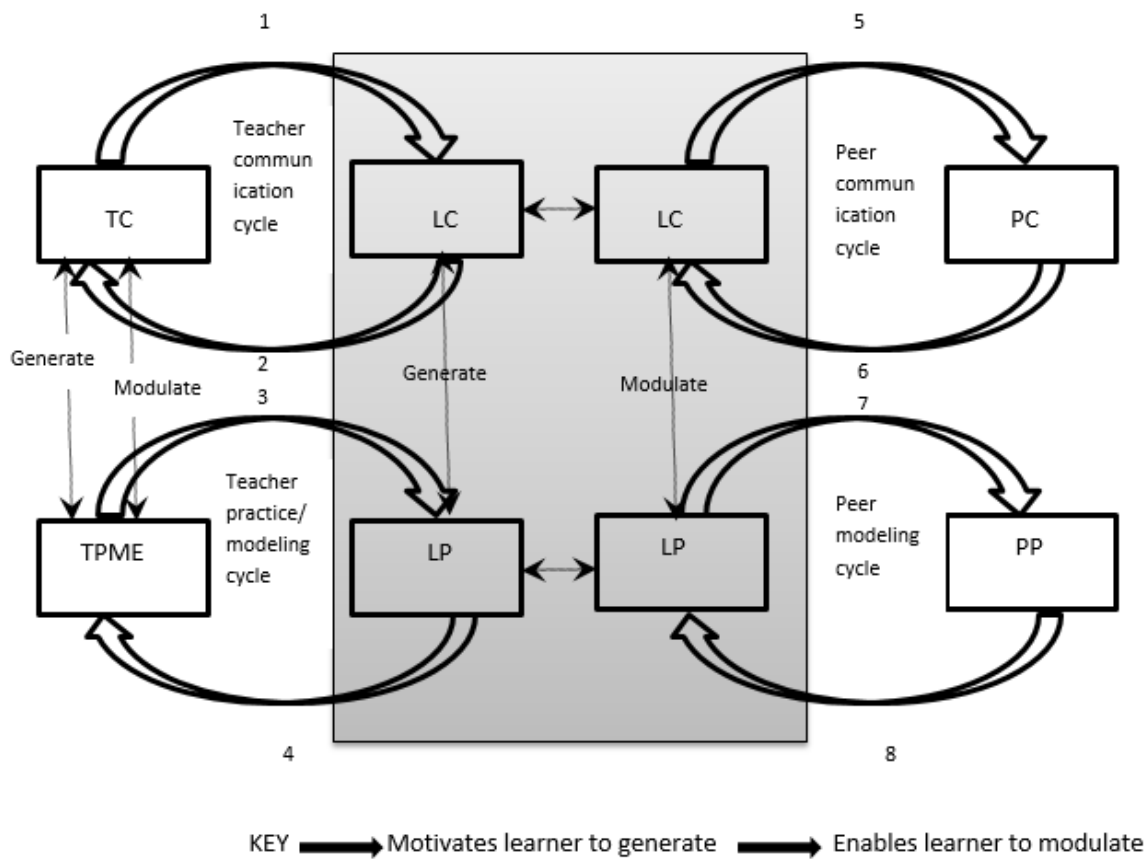 1
5
Teacher
commun
ication
cycle
Peer
commun
ication
cycle
TC
LC
LC
PC
Generate
Modulate
Generate
Modulate
2
3
6
7
Teacher
practice/
modeling
cycle
Peer
modeling
cycle
TPME
LP
LP
PP
4
8
KEY Motivates learner to generate Enables learner to modulate